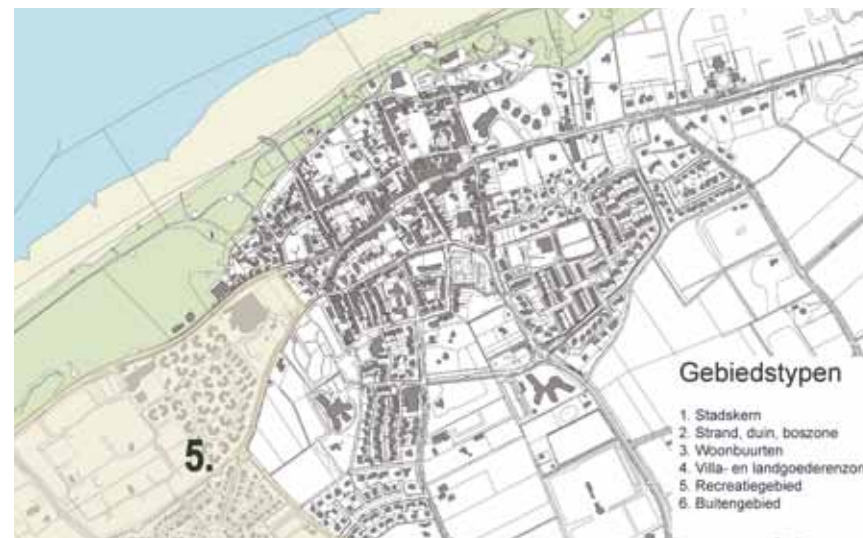 5.
Gebiedstypen
1. Stadskern
2. Strand, duin, boszone
3. Woonbuurten
4. Villa- en landgoederenzon
5. Recreatiegebied
6. Buitengebied